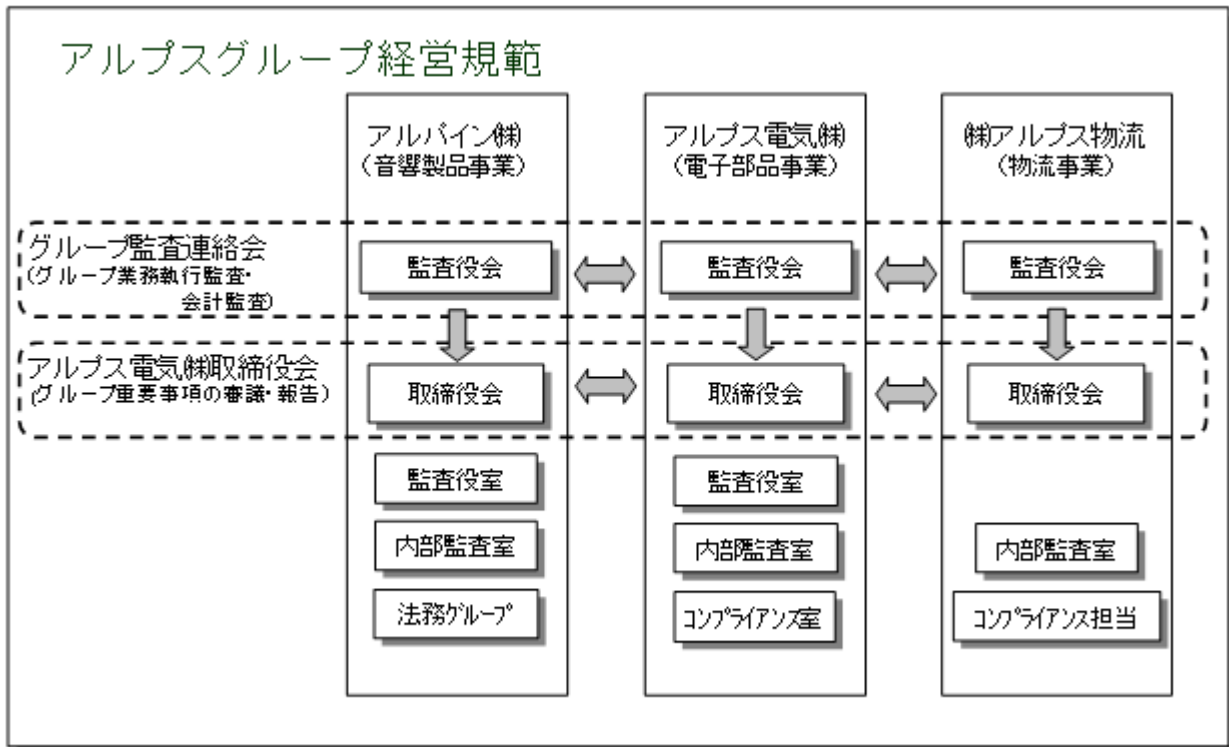 アルプスグループ経営規範
アルパイン㈱
(音響製品事業)
アルプス電気㈱
(電子部品事業)
㈱アルプス物流
(物流事業)
グループ監査連絡会
(グループ業務執行監査・
会計監査)
監査役会
監査役会
監査役会
アルプス電気㈱取締役会
(グループ重要事項の審議・報告)
取締役会
取締役会
取締役会
監査役室
監査役室
内部監査室
内部監査室
内部監査室
法務グループ
コンプライアンス室
コンプライアンス担当